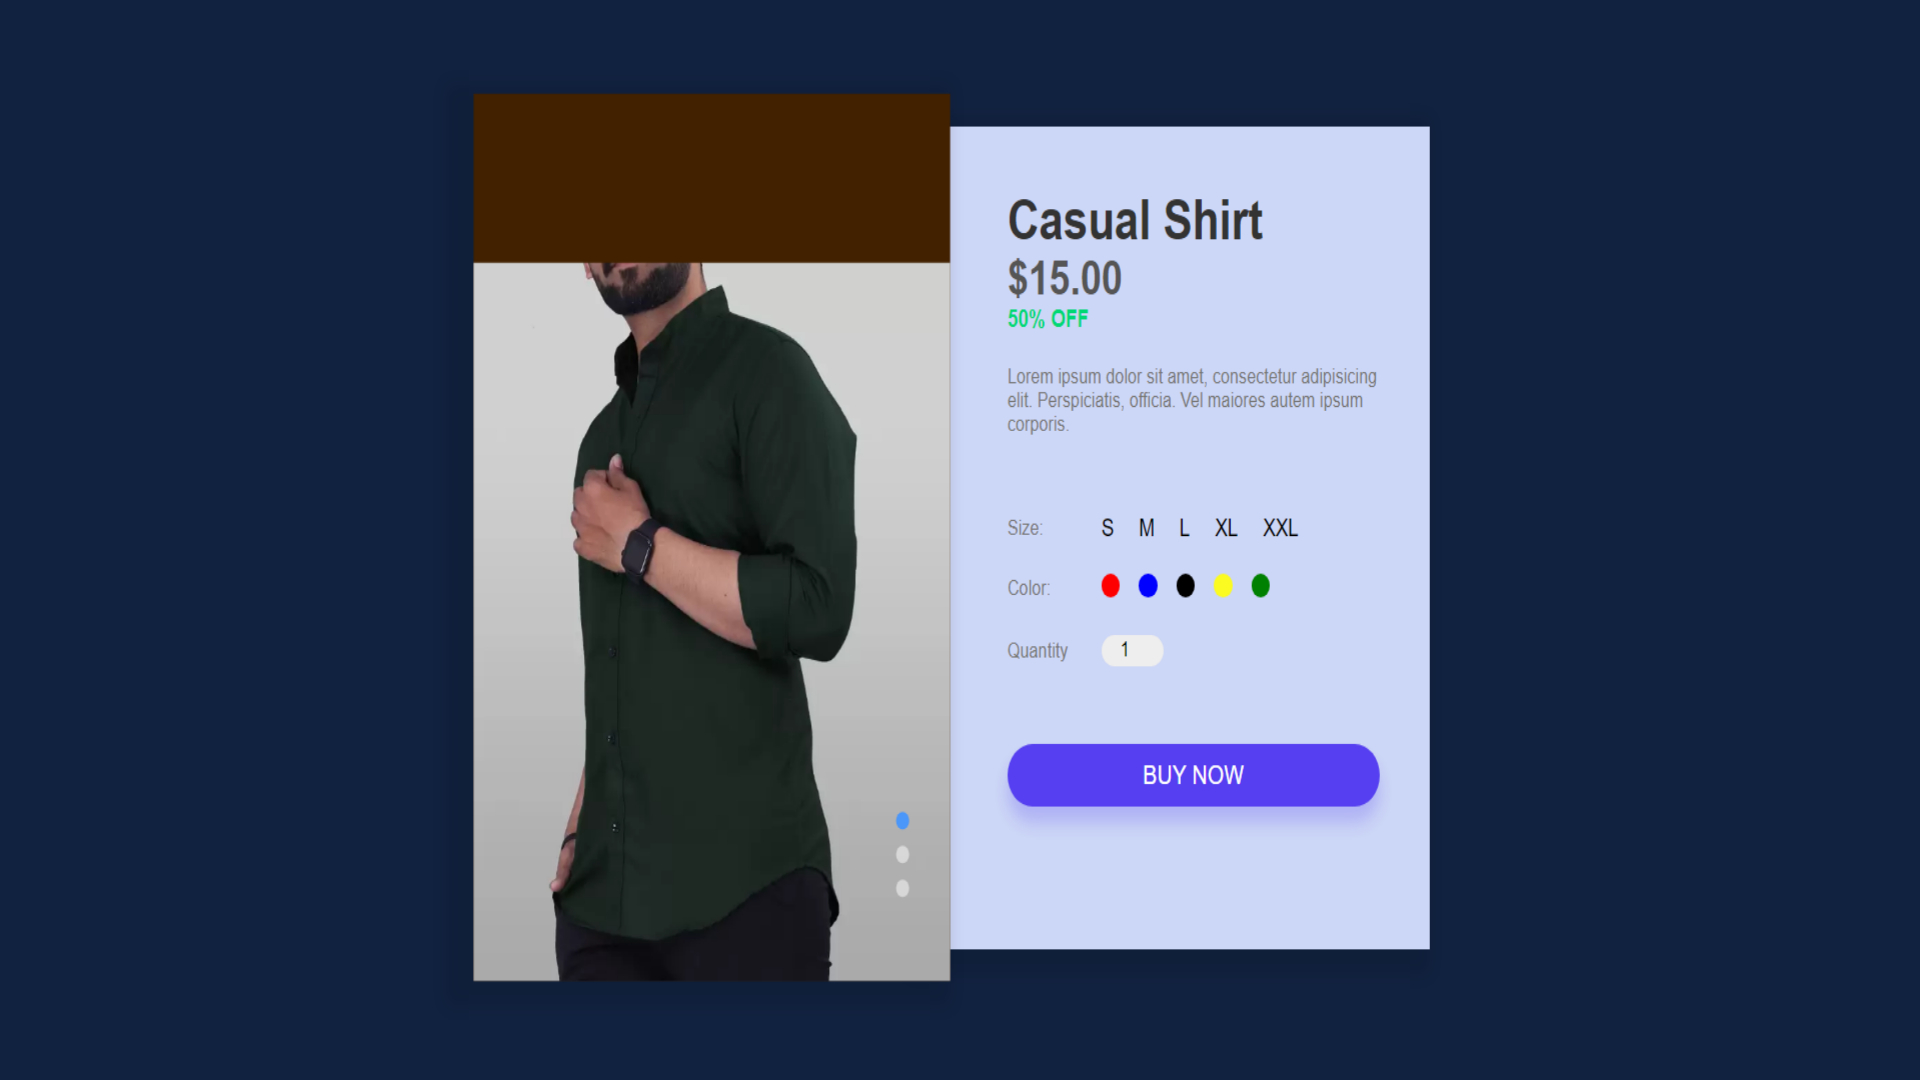 Casual Shirt
$15.00
50% OFF
Lorem ipsum dolor sit amet, consectetur adipisicing
elit. Perspiciatis, officia. Vel maiores autem ipsum
corporis.
Size: S M L XL XXL
Color:
Quantity 1
BUY NOW